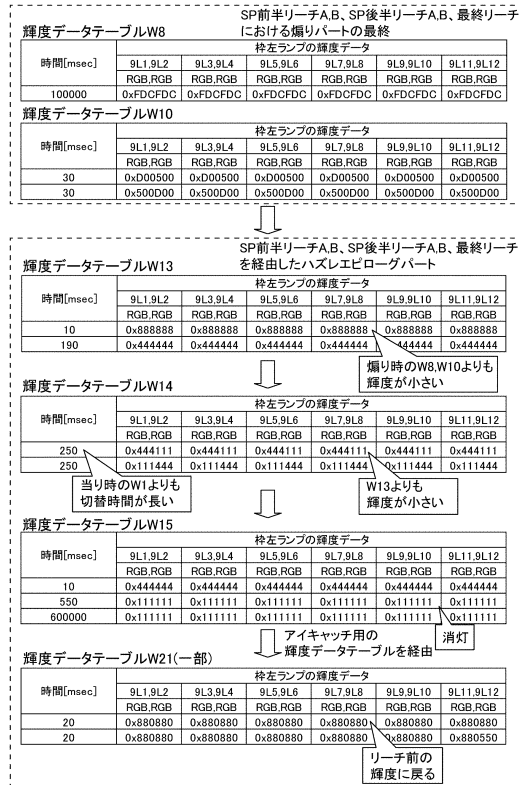 SP前半リーチA,B、SP後半リーチA,B、最終リーチ
における煽りパートの最終
輝度データテーブルW8
時間[msec] 枠左ランプの輝度データ
9L1,9L2 9L3,9L4 9L5,9L6 9L7,9L8 9L9,9L10 9L11,9L12
RGB,RGB RGB,RGB RGB,RGB RGB,RGB RGB,RGB RGB,RGB
100000 0xFDCFDC 0xFDCFDC 0xFDCFDC 0xFDCFDC 0xFDCFDC 0xFDCFDC
輝度データテーブルW10
時間[msec] 枠左ランプの輝度データ
9L1,9L2 9L3,9L4 9L5,9L6 9L7,9L8 9L9,9L10 9L11,9L12
RGB,RGB RGB,RGB RGB,RGB RGB,RGB RGB,RGB RGB,RGB
30 0xD00500 0xD00500 0xD00500 0xD00500 0xD00500 0xD00500
30 0x500D00 0x500D00 0x500D00 0x500D00 0x500D00 0x500D00
SP前半リーチA,B、SP後半リーチA,B、最終リーチ
を経由したハズレエピローグパート
輝度データテーブルW13
時間[msec] 枠左ランプの輝度データ
9L1,9L2 9L3,9L4 9L5,9L6 9L7,9L8 9L9,9L10 9L11,9L12
RGB,RGB RGB,RGB RGB,RGB RGB,RGB RGB,RGB RGB,RGB
10 0x888888 0x888888 0x888888 0x888888 0x888888 0x888888
190 0x444444 0x444444 0x444444 0x444444 0x444444 0x444444
煽り時のW8,W10よりも
輝度が小さい
輝度データテーブルW14
時間[msec] 枠左ランプの輝度データ
9L1,9L2 9L3,9L4 9L5,9L6 9L7,9L8 9L9,9L10 9L11,9L12
RGB,RGB RGB,RGB RGB,RGB RGB,RGB RGB,RGB RGB,RGB
250 0x444111 0x444111 0x444111 0x444111 0x444111 0x444111
250 0x111444 0x111444 0x111444 0x111444 0x111444 0x111444
当り時のW1よりも
切替時間が長い
W13よりも
輝度が小さい
輝度データテーブルW15
時間[msec] 枠左ランプの輝度データ
9L1,9L2 9L3,9L4 9L5,9L6 9L7,9L8 9L9,9L10 9L11,9L12
RGB,RGB RGB,RGB RGB,RGB RGB,RGB RGB,RGB RGB,RGB
10 0x444444 0x444444 0x444444 0x444444 0x444444 0x444444
550 0x111111 0x111111 0x111111 0x111111 0x111111 0x111111
600000 0x111111 0x111111 0x111111 0x111111 0x111111 0x111111
消灯
アイキャッチ用の
輝度データテーブルを経由
輝度データテーブルW21(一部)
時間[msec] 枠左ランプの輝度データ
9L1,9L2 9L3,9L4 9L5,9L6 9L7,9L8 9L9,9L10 9L11,9L12
RGB,RGB RGB,RGB RGB,RGB RGB,RGB RGB,RGB RGB,RGB
20 0x880880 0x880880 0x880880 0x880880 0x880880 0x880880
20 0x880880 0x880880 0x880880 0x880880 0x880880 0x880550
リーチ前の
輝度に戻る